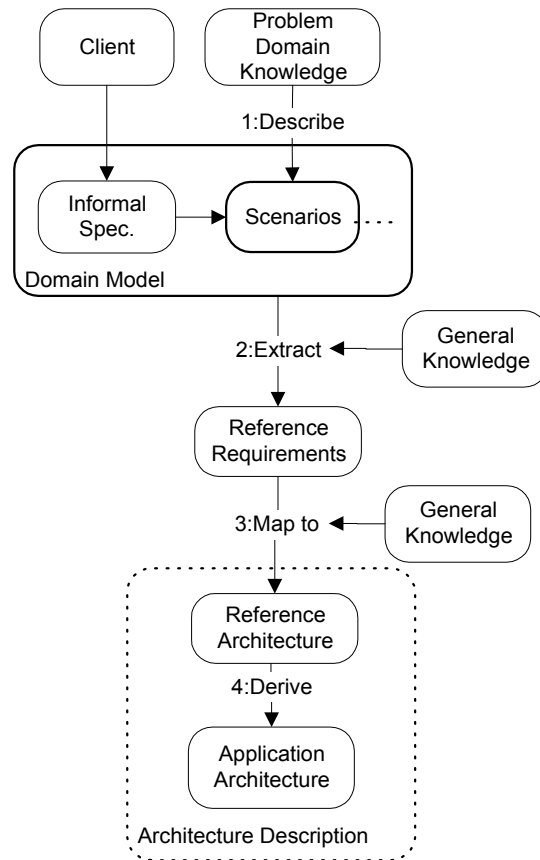 Client
Problem
Domain
Knowledge
1:Describe
Informal
Spec.
Scenarios
Domain Model
2:Extract
General
Knowledge
Reference
Requirements
3:Map to
General
Knowledge
Reference
Architecture
4:Derive
Application
Architecture
Architecture Description